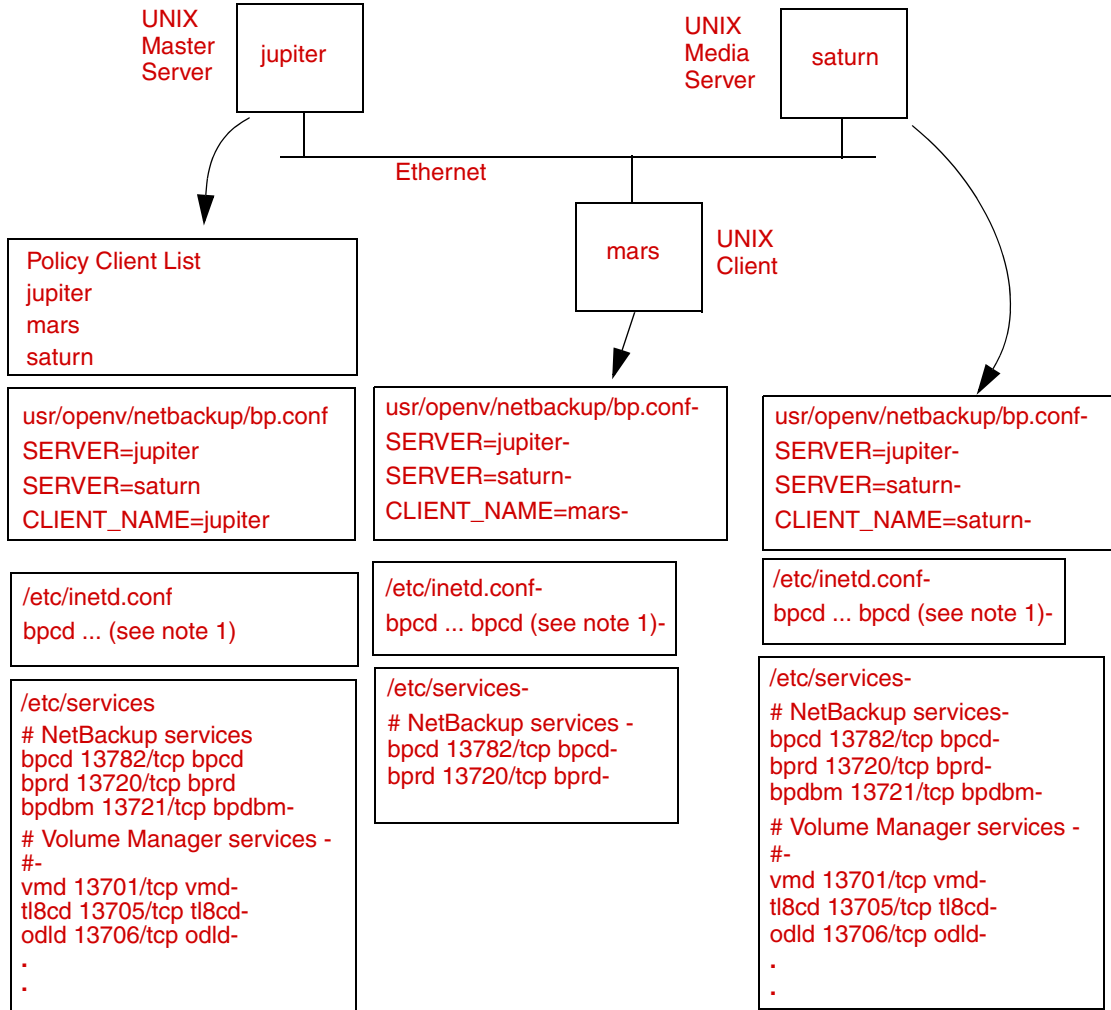 UNIX
Master
Server
jupiter
UNIX
Media
Server
saturn
Ethernet
mars
UNIX
Client
Policy Client List
jupiter
mars
saturn
usr/openv/netbackup/bp.conf
SERVER=jupiter
SERVER=saturn
CLIENT_NAME=jupiter
/etc/inetd.conf
bpcd ... (see note 1)
/etc/services
# NetBackup services
bpcd 13782/tcp bpcd
bprd 13720/tcp bprd
bpdbm 13721/tcp bpdbm-
# Volume Manager services -
#-
vmd 13701/tcp vmd-
tl8cd 13705/tcp tl8cd-
odld 13706/tcp odld-
.
.
usr/openv/netbackup/bp.conf-
SERVER=jupiter-
SERVER=saturn-
CLIENT_NAME=mars-
/etc/inetd.conf-
bpcd ... bpcd (see note 1)-
/etc/services-
# NetBackup services -
bpcd 13782/tcp bpcd-
bprd 13720/tcp bprd-
usr/openv/netbackup/bp.conf-
SERVER=jupiter-
SERVER=saturn-
CLIENT_NAME=saturn-
/etc/inetd.conf-
bpcd ... bpcd (see note 1)-
/etc/services-
# NetBackup services-
bpcd 13782/tcp bpcd-
bprd 13720/tcp bprd-
bpdbm 13721/tcp bpdbm-
# Volume Manager services -
#-
vmd 13701/tcp vmd-
tl8cd 13705/tcp tl8cd-
odld 13706/tcp odld-
.
.